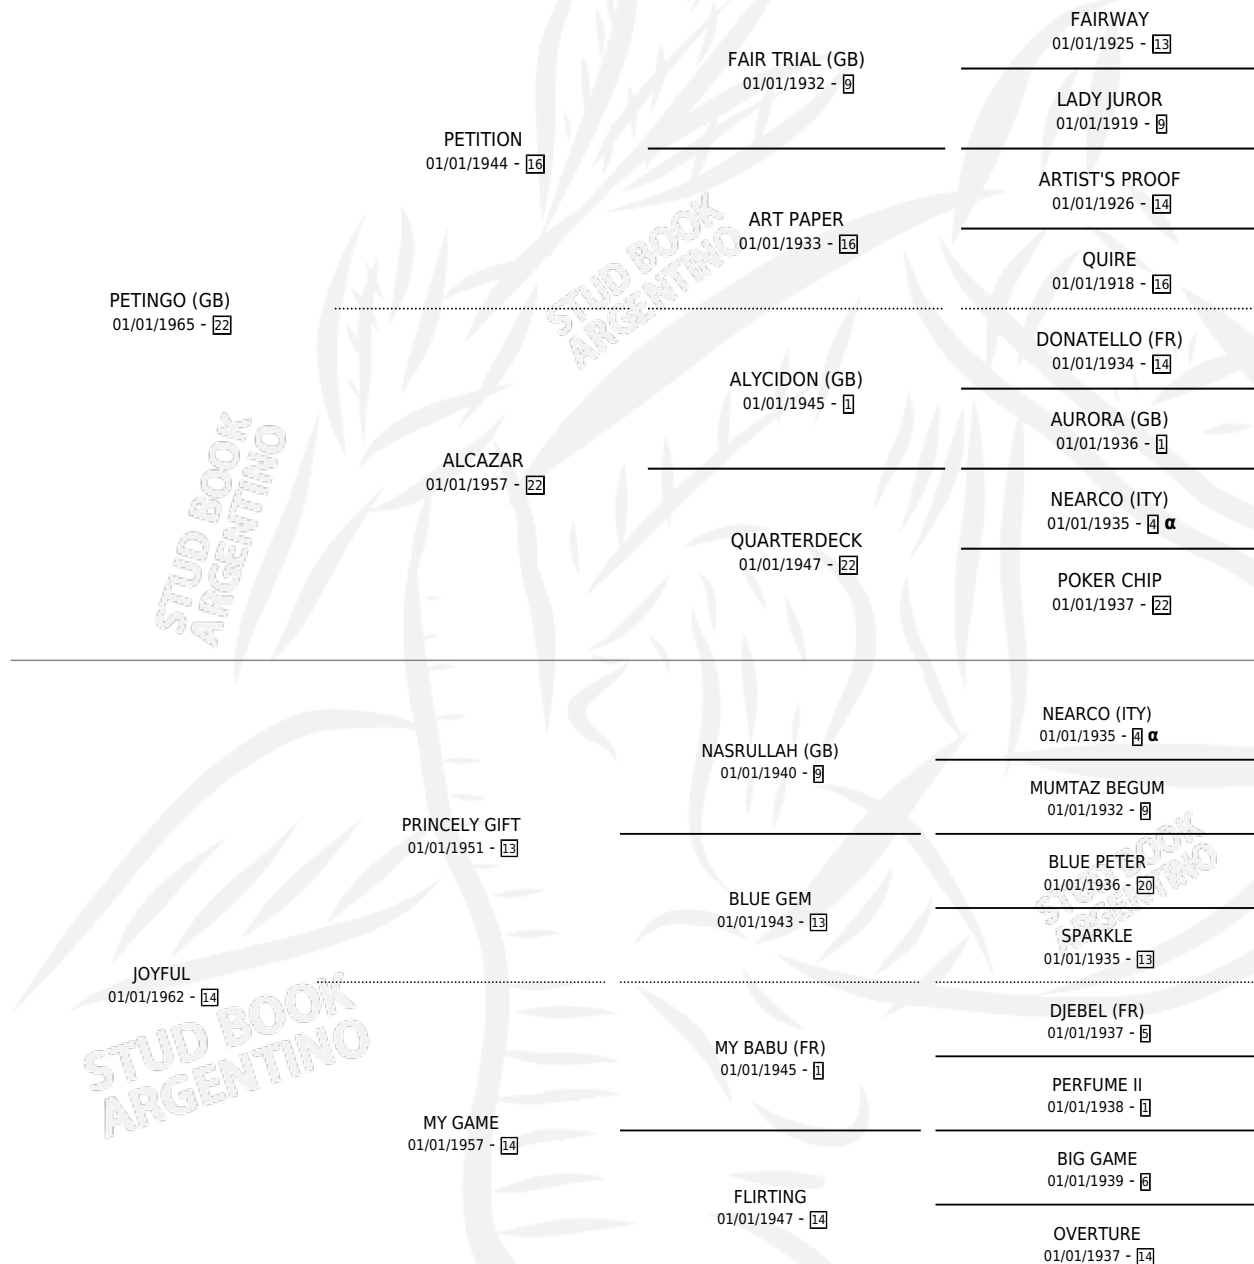 FAIRWAY
01/01/1925 - 13
FAIR TRIAL (GB)
01/01/1932 - 9
LADY JUROR
01/01/1919 - 9
PETITION
01/01/1944 - 16
ARTIST'S PROOF
01/01/1926 - 14
ART PAPER
01/01/1933 - 16
QUIRE
01/01/1918 - 16
PETINGO (GB)
01/01/1965 - 22
DONATELLO (FR)
01/01/1934 - 14
ALYCIDON (GB)
01/01/1945 - 1
AURORA (GB)
01/01/1936 - 1
ALCAZAR
01/01/1957 - 22
NEARCO (ITY)
01/01/1935 - 4 α
QUARTERDECK
01/01/1947 - 22
POKER CHIP
01/01/1937 - 22
NEARCO (ITY)
01/01/1935 - 4 α
NASRULLAH (GB)
01/01/1940 - 9
MUMTAZ BEGUM
01/01/1932 - 9
PRINCELY GIFT
01/01/1951 - 13
BLUE PETER
01/01/1936 - 20
BLUE GEM
01/01/1943 - 13
SPARKLE
01/01/1935 - 13
JOYFUL
01/01/1962 - 14
DJEBEL (FR)
01/01/1937 - 5
MY BABU (FR)
01/01/1945 - 1
PERFUME II
01/01/1938 - 1
MY GAME
01/01/1957 - 14
BIG GAME
01/01/1939 - 6
FLIRTING
01/01/1947 - 14
OVERTURE
01/01/1937 - 14
STUD BOOK
ARGENTINO
STUD BOOK
ARGENTINO
STUD BOOK
ARGENTINO
STUD BOOK
ARGENTINO